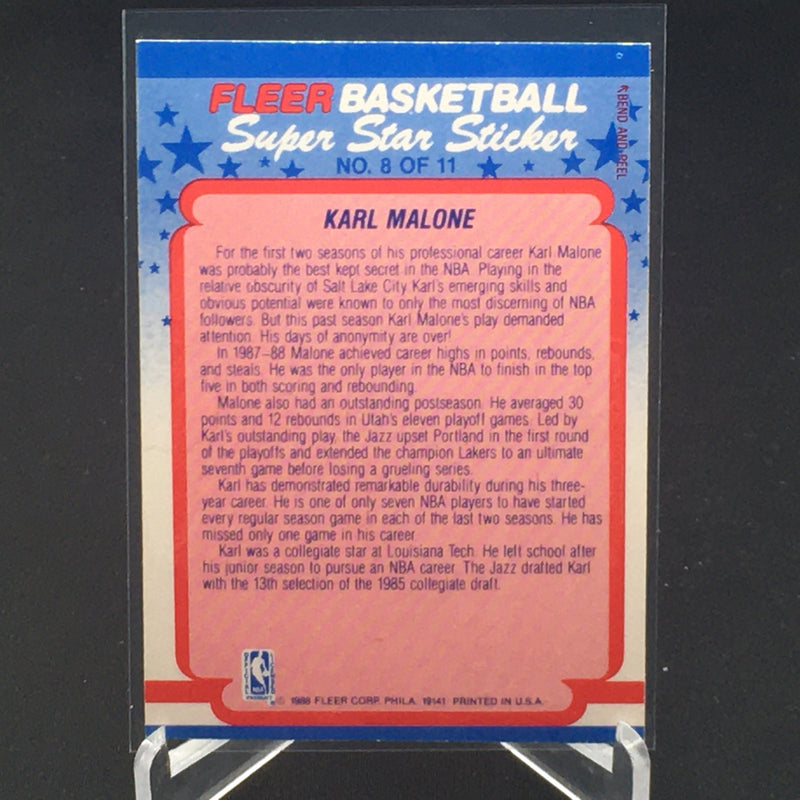 FLEER BASKETBALL
Super Star Sticker
NO. 8 OF 11
BEND AND PEEL
KARL MALONE
For the first two seasons of his professional career Karl Malone
was probably the best kept secret in the NBA. Playing in the
relative obscurity of Salt Lake City Karl's emerging skills and
obvious potential were known to only the most discerning of NBA
followers. But this past season Karl Malone's play demanded
attention. His days of anonymity are over!
In 1987–88 Malone achieved career highs in points, rebounds,
and steals. He was the only player in the NBA to finish in the top
five in both scoring and rebounding.
Malone also had an outstanding postseason. He averaged 30
points and 12 rebounds in Utah's eleven playoff games. Led by
Karl's outstanding play, the Jazz upset Portland in the first round
of the playoffs and extended the champion Lakers to an ultimate
seventh game before losing a grueling series.
Karl has demonstrated remarkable durability during his three-
year career. He is one of only seven NBA players to have started
every regular season game in each of the last two seasons. He has
missed only one game in his career.
Karl was a collegiate star at Louisiana Tech. He left school after
his junior season to pursue an NBA career. The Jazz drafted Karl
with the 13th selection of the 1985 collegiate draft.
OFFICIAL LICENSED
NBA
PRODUCT
© 1988 FLEER CORP. PHILA. 19141 PRINTED IN U.S.A.